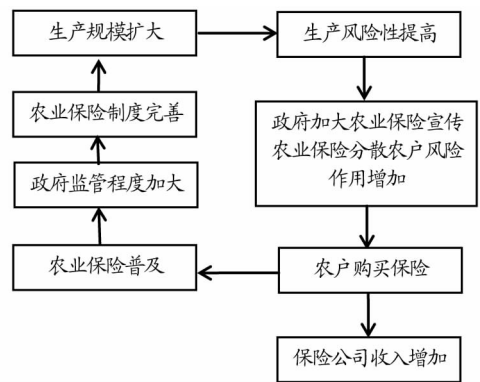 生产规模扩大
生产风险性提高
农业保险制度完善
政府加大农业保险宣传
农业保险分散农户风险
作用增加
政府监管程度加大
农业保险普及
农户购买保险
保险公司收入增加